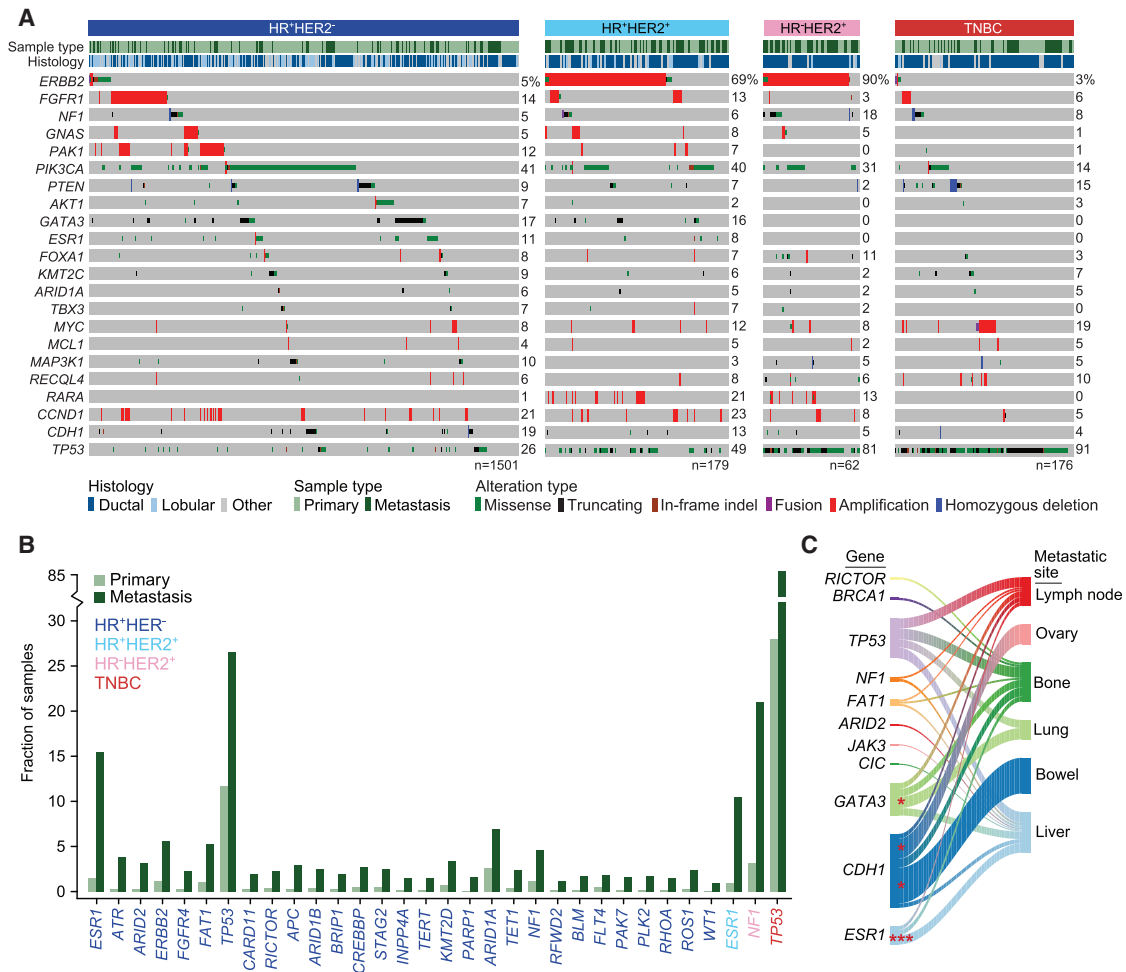 A
HR⁺HER2⁻ HR⁺HER2⁺ HR⁻HER2⁺ TNBC
Sample type
Histology
ERBB2 5% 69% 90% 3%
FGFR1 14 13 3 6
NF1 5 6 18 8
GNAS 5 8 5 1
PAK1 12 7 0 1
PIK3CA 41 40 31 14
PTEN 9 7 2 15
AKT1 7 2 0 3
GATA3 17 16 0 0
ESR1 11 8 0 0
FOXA1 8 7 11 3
KMT2C 9 6 2 7
ARID1A 6 5 2 5
TBX3 7 7 2 0
MYC 8 12 8 19
MCL1 4 5 2 5
MAP3K1 10 3 5 5
RECQL4 6 8 6 10
RARA 1 21 13 0
CCND1 21 23 8 5
CDH1 19 13 5 4
TP53 26 49 81 91
n=1501 n=179 n=62 n=176
Histology Sample type Alteration type
Ductal Lobular Other Primary Metastasis Missense Truncating In-frame indel Fusion Amplification Homozygous deletion
B
Fraction of samples
85
30
25
20
15
10
5
0
Primary
Metastasis
HR⁺HER⁻
HR⁺HER2⁺
HR⁻HER2⁺
TNBC
ESR1 ATR ARID2 ERBB2 FGFR4 FAT1 TP53 CARD11 RICTOR APC ARID1B BRIP1 CREBBP STAG2 INPP4A TERT KMT2D PARP1 ARID1A TET1 NF1 RFWD2 BLM FLT4 PAK7 PLK2 RHOA ROS1 WT1 ESR1 NF1 TP53
C
Gene
RICTOR
BRCA1
TP53
NF1
FAT1
ARID2
JAK3
CIC
GATA3 *
CDH1 * *
ESR1 ***
Metastatic
site
Lymph node
Ovary
Bone
Lung
Bowel
Liver